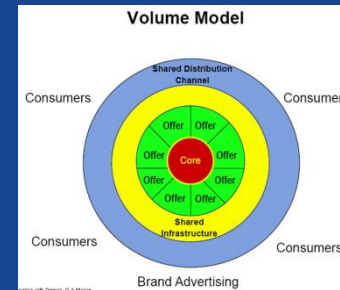 Volume Model
Shared Distribution
Channel
Consumers
Consumer
Offer Offer
Offer Offer
Core
Offer Offer
Offer Offer
Shared
Infrastructure
Consumers
Consumers
Brand Advertising